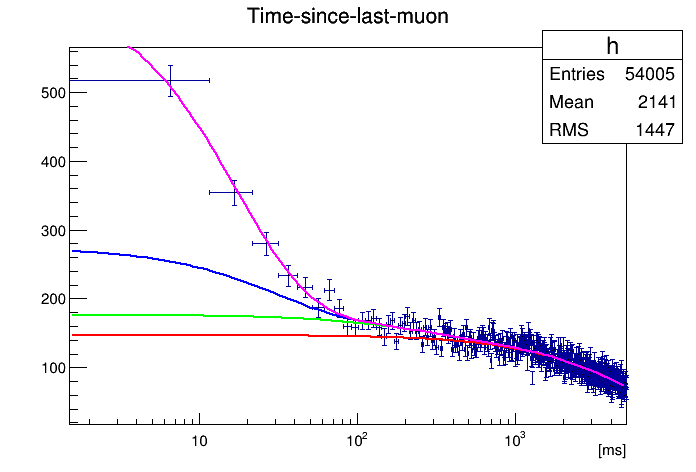 Time-since-last-muon
h
Entries 54005
Mean 2141
RMS 1447
500
400
300
200
100
10
10²
10³
[ms]